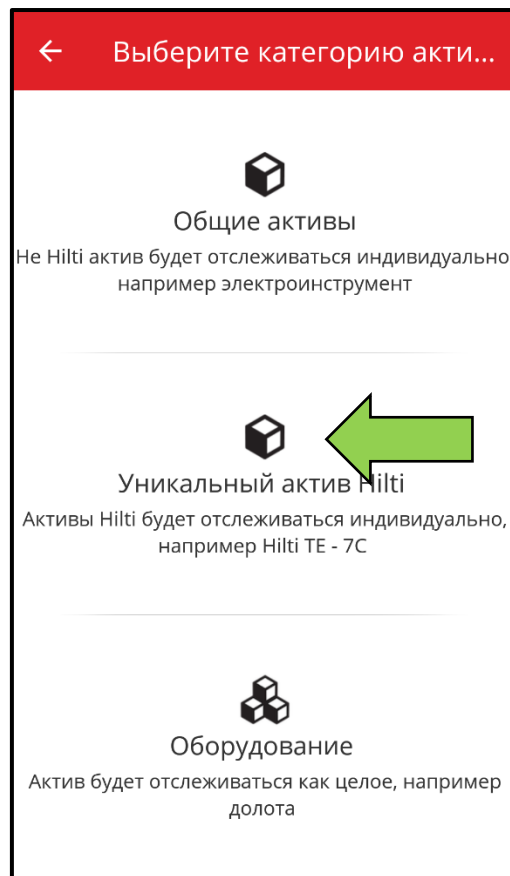 Выберите категорию акти...
Общие активы
Не Hilti актив будет отслеживаться индивидуально
например электроинструмент
Уникальный актив Hilti
Активы Hilti будет отслеживаться индивидуально,
например Hilti TE - 7C
Оборудование
Актив будет отслеживаться как целое, например
долота